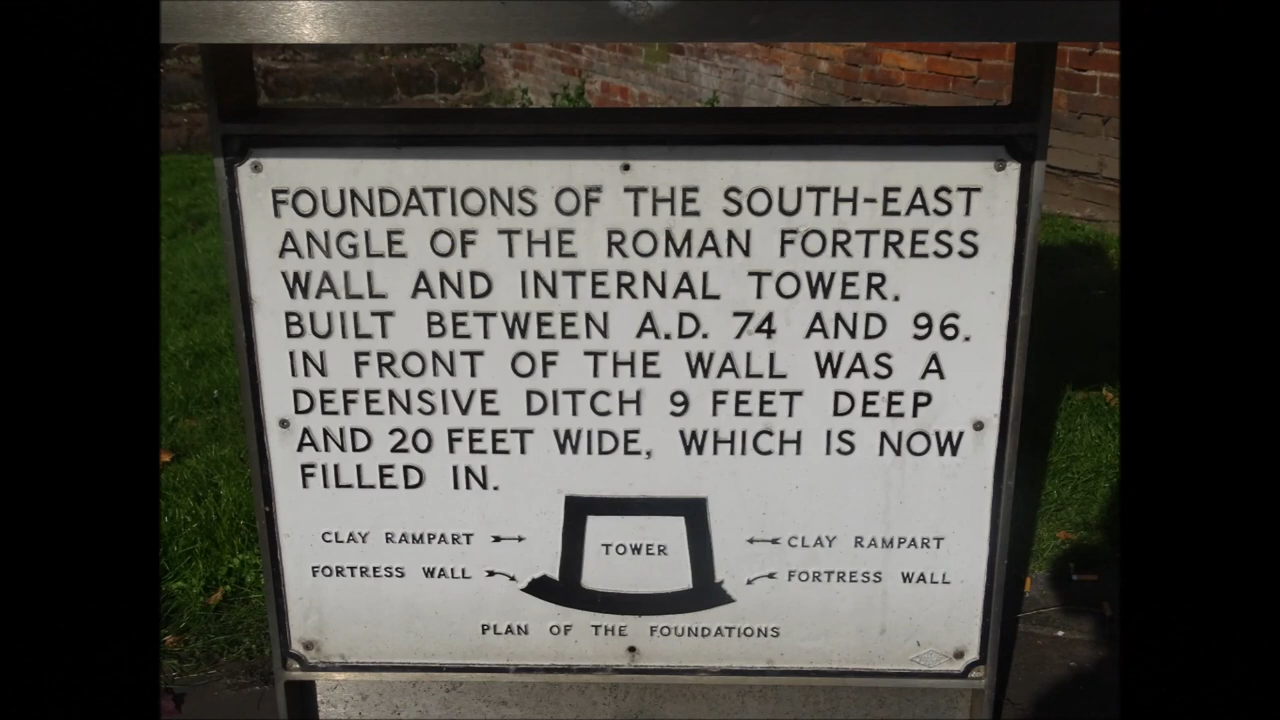 FOUNDATIONS OF THE SOUTH-EAST
ANGLE OF THE ROMAN FORTRESS
WALL AND INTERNAL TOWER.
BUILT BETWEEN A.D. 74 AND 96.
IN FRONT OF THE WALL WAS A
DEFENSIVE DITCH 9 FEET DEEP
AND 20 FEET WIDE, WHICH IS NOW
FILLED IN.
CLAY RAMPART
TOWER
CLAY RAMPART
FORTRESS WALL
FORTRESS WALL
PLAN OF THE FOUNDATIONS